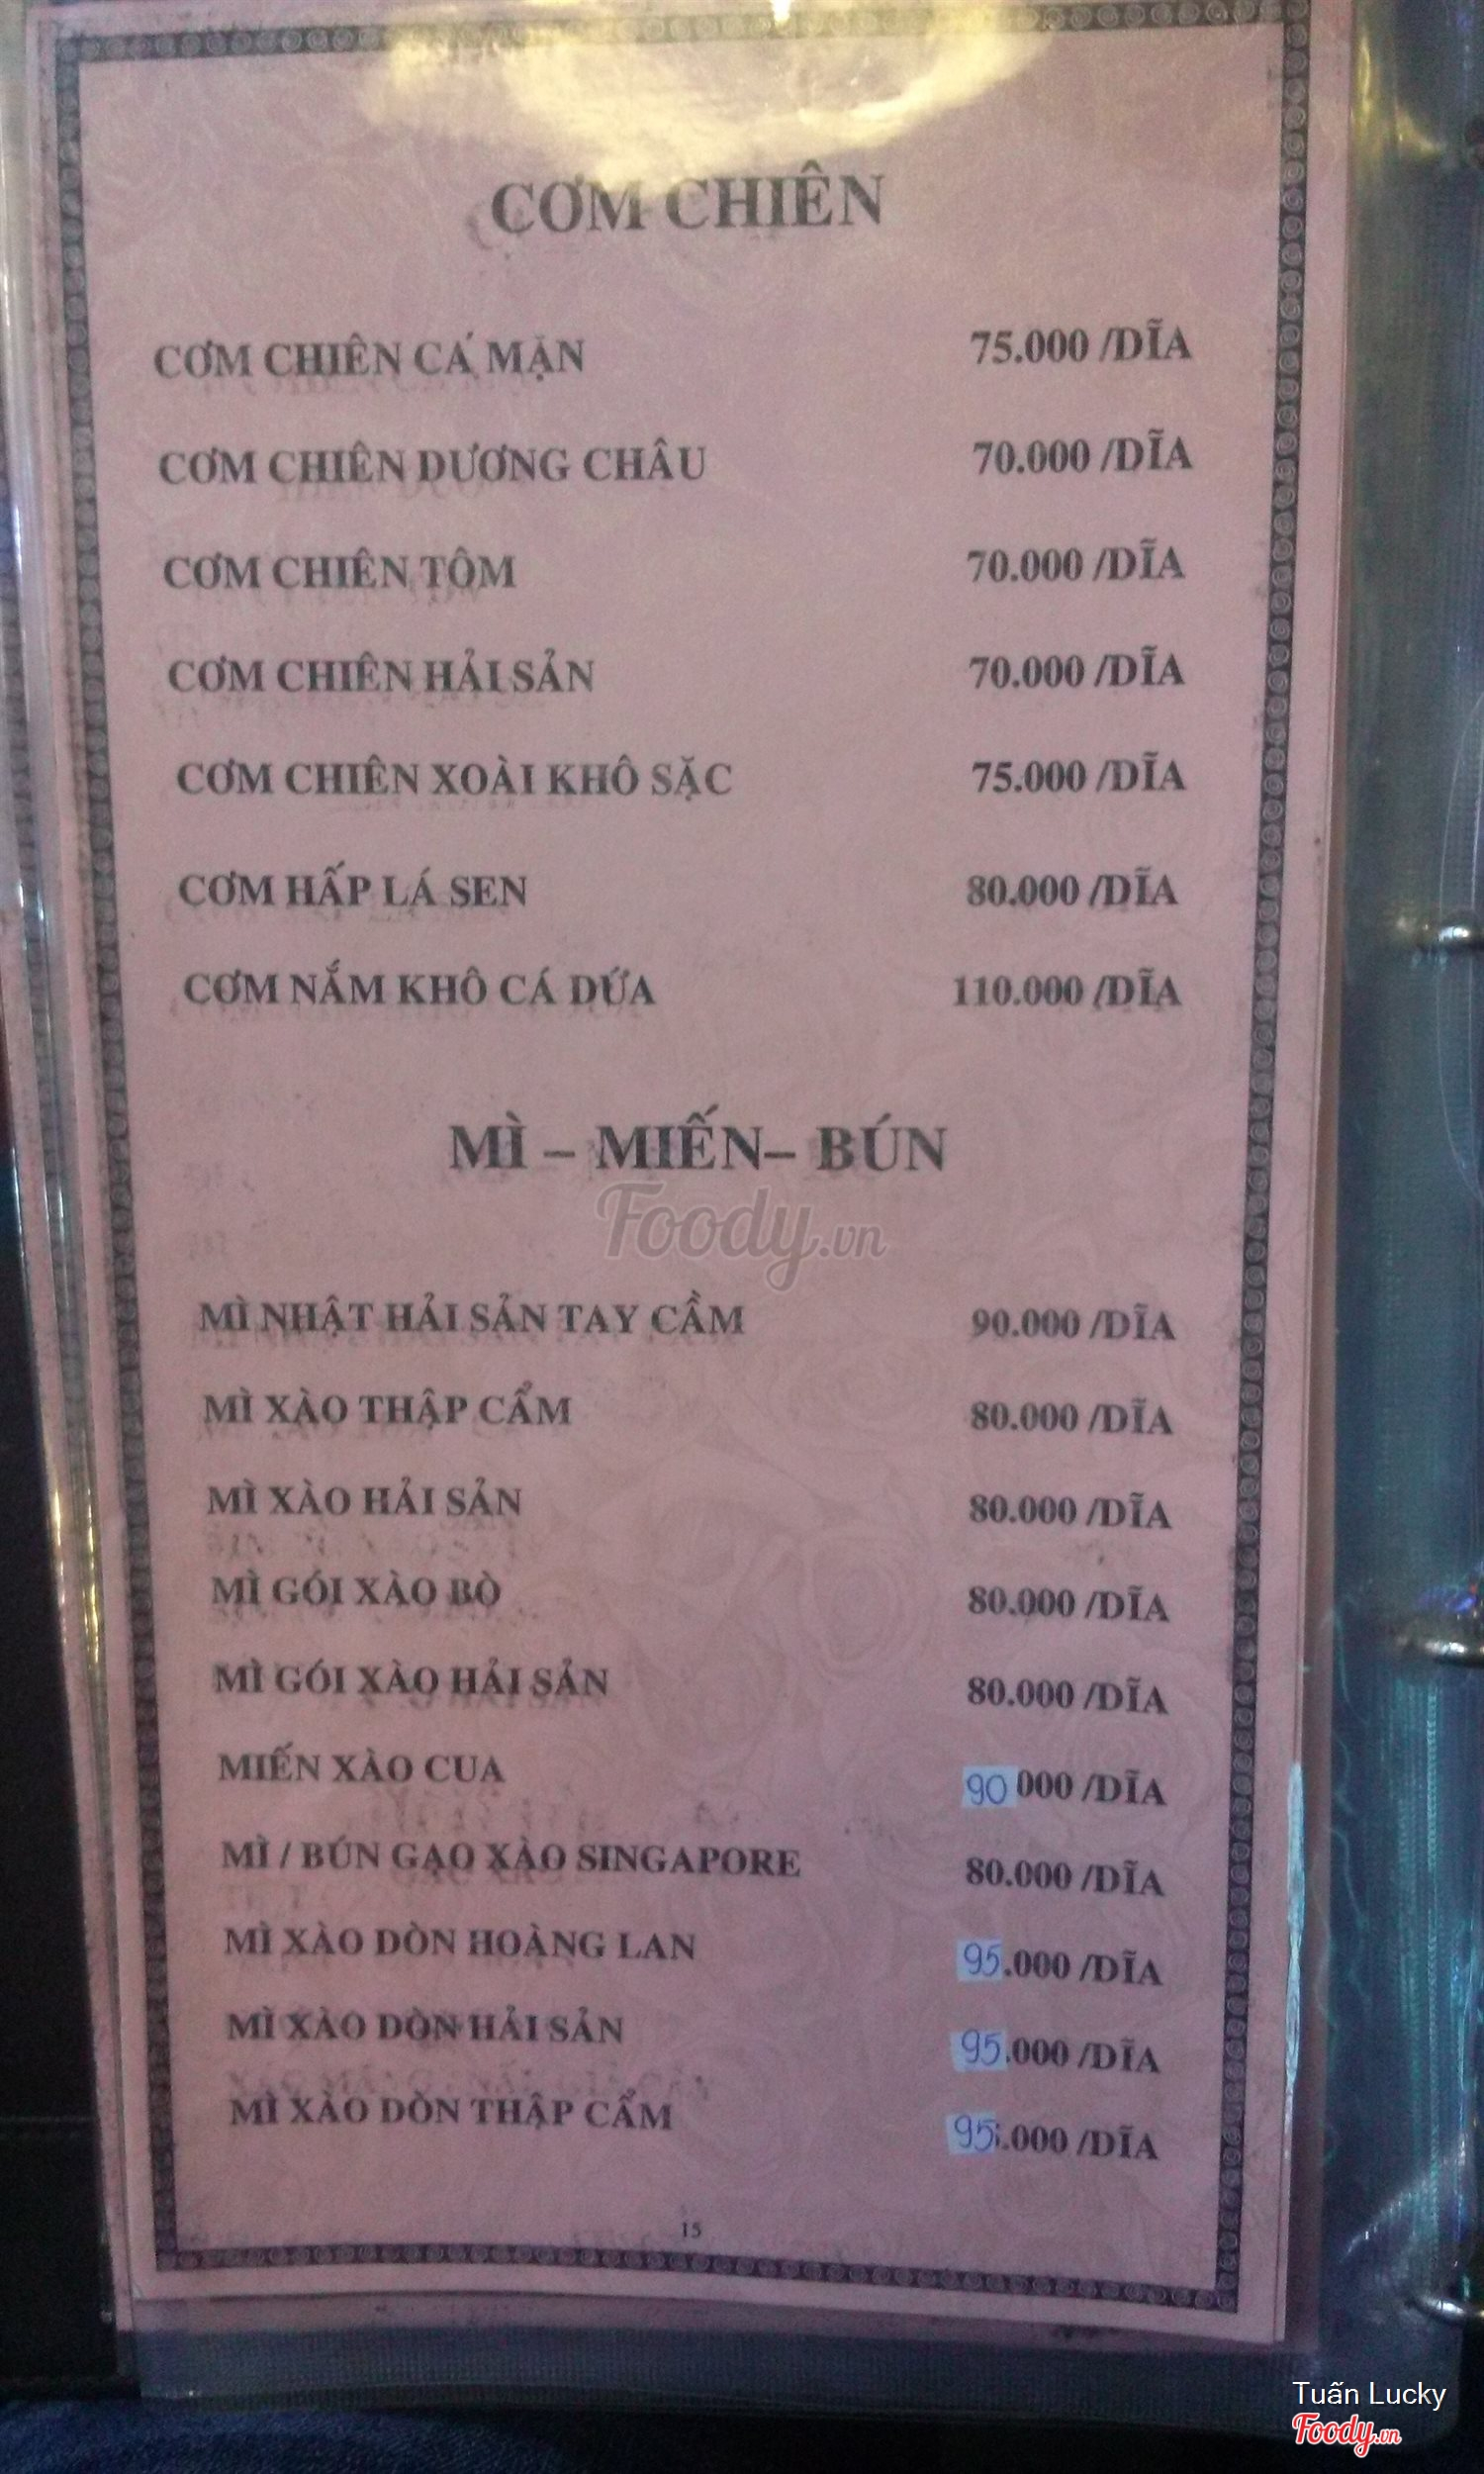 CƠM CHIÊN
CƠM CHIÊN CÁ MẶN 75.000 /DĨA
CƠM CHIÊN DƯƠNG CHÂU 70.000 /DĨA
CƠM CHIÊN TÔM 70.000 /DĨA
CƠM CHIÊN HẢI SẢN 70.000 /DĨA
CƠM CHIÊN XOÀI KHÔ SẶC 75.000 /DĨA
CƠM HẤP LÁ SEN 80.000 /DĨA
CƠM NẮM KHÔ CÁ DỨA 110.000 /DĨA
MÌ – MIẾN– BÚN
Foody.vn
MÌ NHẬT HẢI SẢN TAY CẦM 90.000 /DĨA
MÌ XÀO THẬP CẨM 80.000 /DĨA
MÌ XÀO HẢI SẢN 80.000 /DĨA
MÌ GÓI XÀO BÒ 80.000 /DĨA
MÌ GÓI XÀO HẢI SẢN 80.000 /DĨA
MIẾN XÀO CUA 90 000 /DĨA
MÌ / BÚN GẠO XÀO SINGAPORE 80.000 /DĨA
MÌ XÀO DÒN HOÀNG LAN 95.000 /DĨA
MÌ XÀO DÒN HẢI SẢN 95.000 /DĨA
MÌ XÀO DÒN THẬP CẨM 95.000 /DĨA
15
Tuấn Lucky
Foody.vn